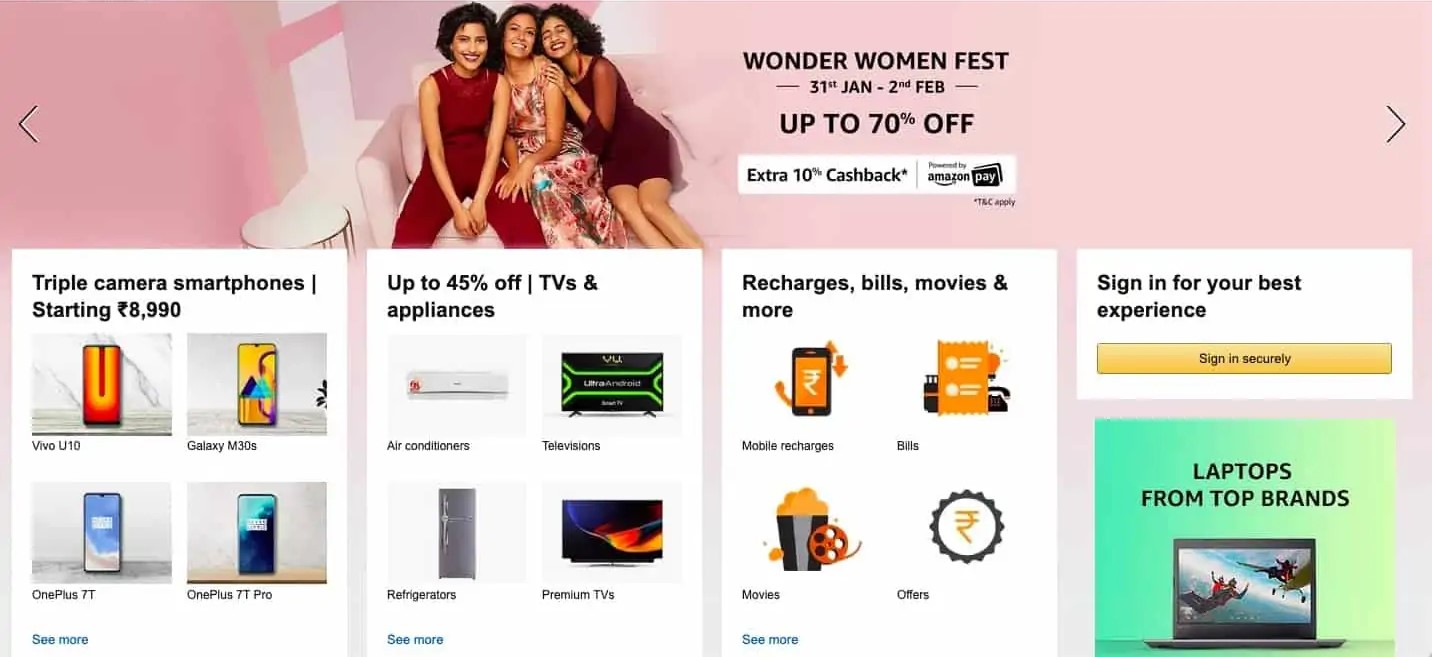 WONDER WOMEN FEST
31st JAN - 2nd FEB
UP TO 70% OFF
Extra 10% Cashback*
Powered by
amazon pay
*T&C apply
Triple camera smartphones |
Starting ₹8,990
Vivo U10
Galaxy M30s
OnePlus 7T
OnePlus 7T Pro
See more
Up to 45% off | TVs &
appliances
VU
UltraAndroid
Smart TV
Air conditioners
Televisions
Refrigerators
Premium TVs
See more
Recharges, bills, movies &
more
₹
Mobile recharges
Bills
₹
Movies
Offers
See more
Sign in for your best
experience
Sign in securely
LAPTOPS
FROM TOP BRANDS